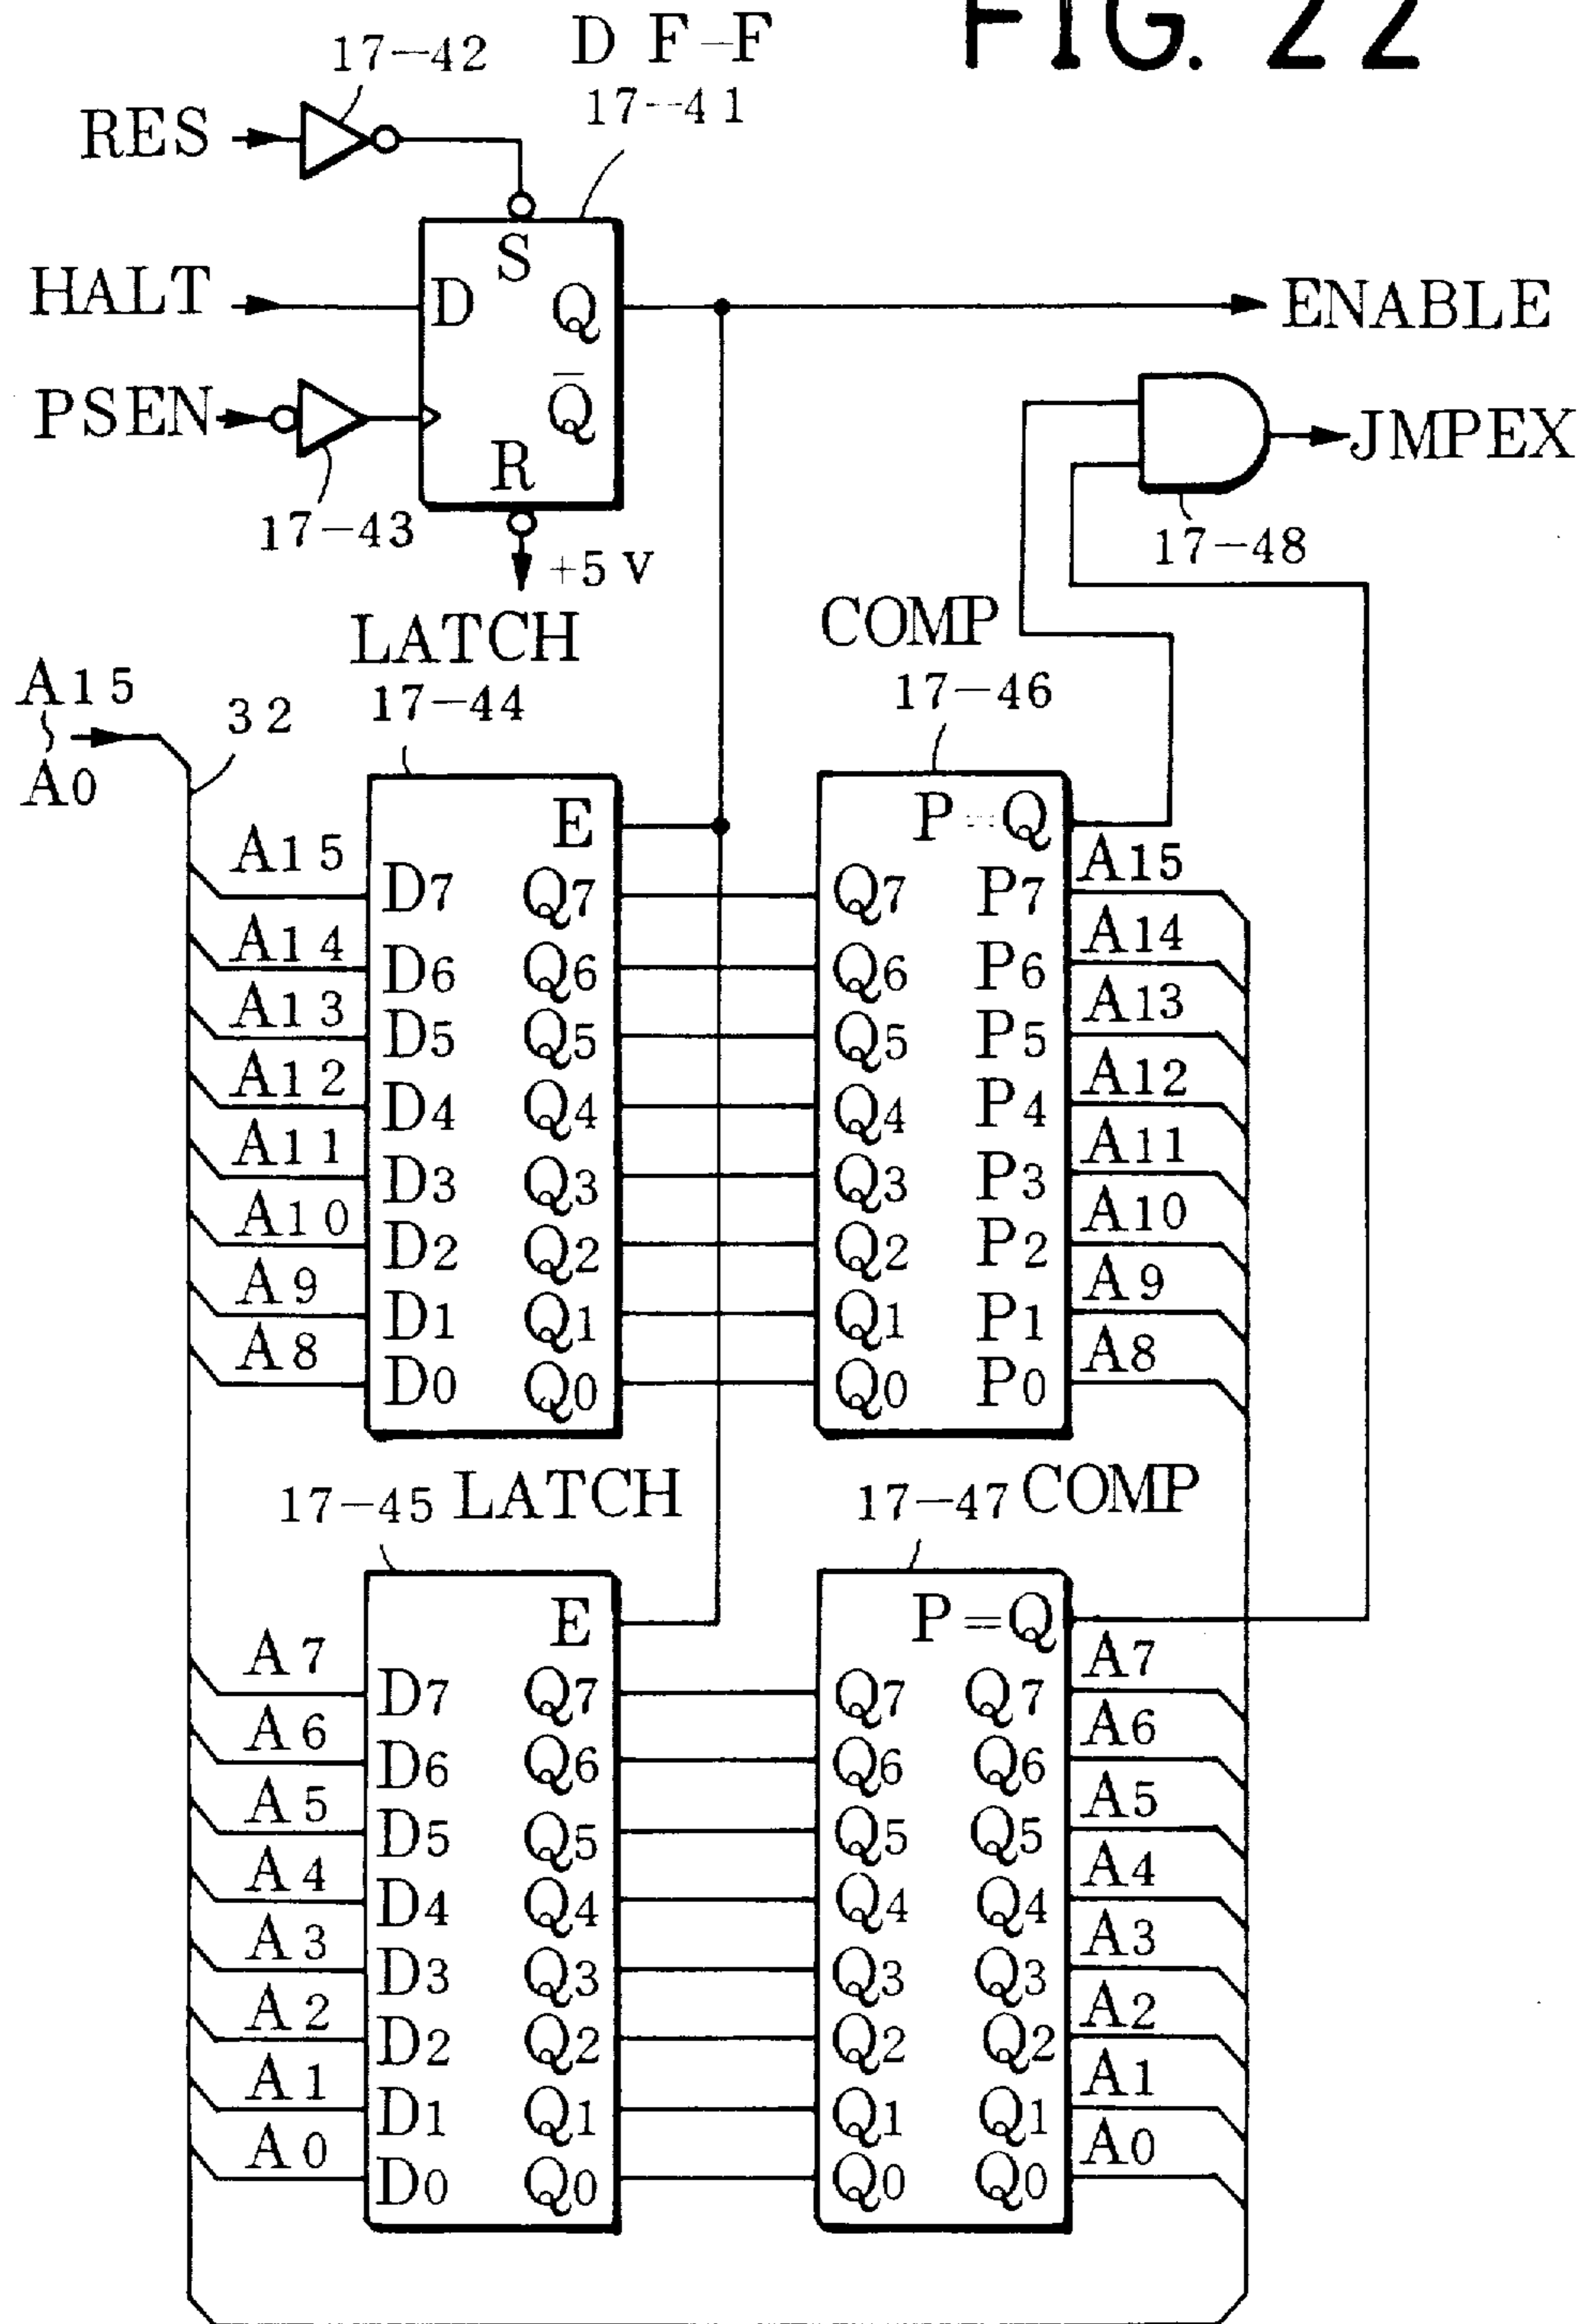 FIG. 22
D F-F
17-41
17-42
RES
S
HALT
D
Q
ENABLE
PSEN
Q̅
JMPEX
R
17-43
17-48
+5 V
LATCH
17-44
COMP
17-46
A15
A0
32
E
P=Q
A15 D7 Q7 Q7 P7 A15
A14 D6 Q6 Q6 P6 A14
A13 D5 Q5 Q5 P5 A13
A12 D4 Q4 Q4 P4 A12
A11 D3 Q3 Q3 P3 A11
A10 D2 Q2 Q2 P2 A10
A9 D1 Q1 Q1 P1 A9
A8 D0 Q0 Q0 P0 A8
17-45 LATCH
17-47 COMP
E
P=Q
A7 D7 Q7 Q7 Q7 A7
A6 D6 Q6 Q6 Q6 A6
A5 D5 Q5 Q5 Q5 A5
A4 D4 Q4 Q4 Q4 A4
A3 D3 Q3 Q3 Q3 A3
A2 D2 Q2 Q2 Q2 A2
A1 D1 Q1 Q1 Q1 A1
A0 D0 Q0 Q0 Q0 A0